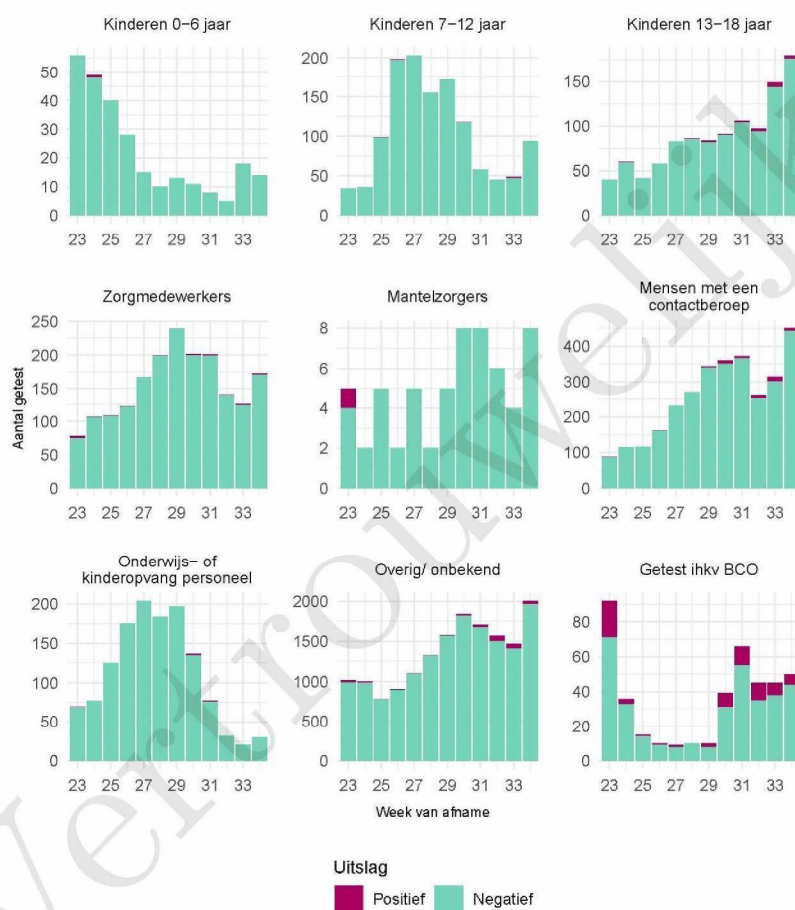 Kinderen 0−6 jaar
Kinderen 7−12 jaar
Kinderen 13−18 jaar
50
40
30
20
10
0
23 25 27 29 31 33
200
150
100
50
0
23 25 27 29 31 33
150
100
50
0
23 25 27 29 31 33
Zorgmedewerkers
Mantelzorgers
Mensen met een
contactberoep
Aantal getest
250
200
150
100
50
0
23 25 27 29 31 33
8
6
4
2
0
23 25 27 29 31 33
400
300
200
100
0
23 25 27 29 31 33
Onderwijs− of
kinderopvang personeel
Overig/ onbekend
Getest ihkv BCO
200
150
100
50
0
23 25 27 29 31 33
2000
1500
1000
500
0
23 25 27 29 31 33
80
60
40
20
0
23 25 27 29 31 33
Week van afname
Uitslag
Positief Negatief
Vertrouwelijk